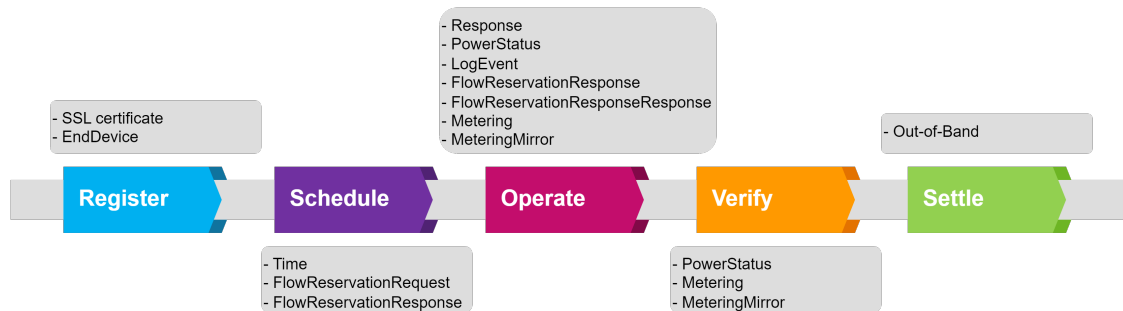 - Response
- PowerStatus
- LogEvent
- FlowReservationResponse
- FlowReservationResponseResponse
- Metering
- MeteringMirror
- SSL certificate
- EndDevice
- Out-of-Band
Register
Schedule
Operate
Verify
Settle
- Time
- FlowReservationRequest
- FlowReservationResponse
- PowerStatus
- Metering
- MeteringMirror